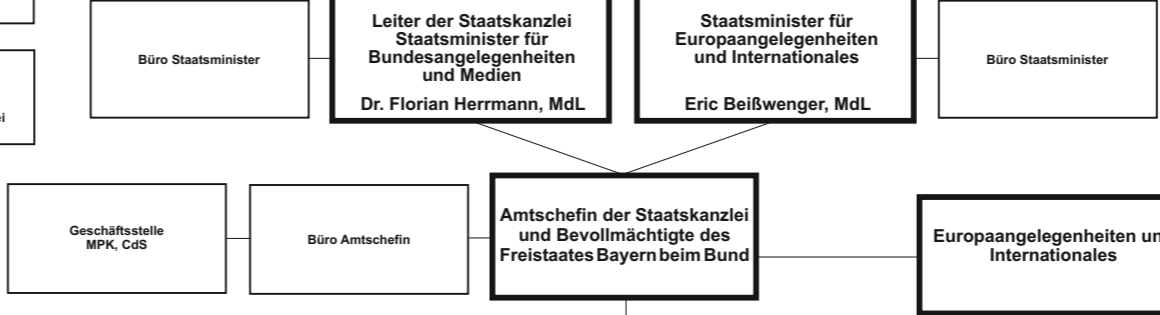 ei
Büro Staatsminister
Leiter der Staatskanzlei
Staatsminister für
Bundesangelegenheiten
und Medien
Dr. Florian Herrmann, MdL
Staatsminister für
Europaangelegenheiten
und Internationales
Eric Beißwenger, MdL
Büro Staatsminister
Geschäftsstelle
MPK, CdS
Büro Amtschefin
Amtschefin der Staatskanzlei
und Bevollmächtigte des
Freistaates Bayern beim Bund
Europaangelegenheiten un
Internationales